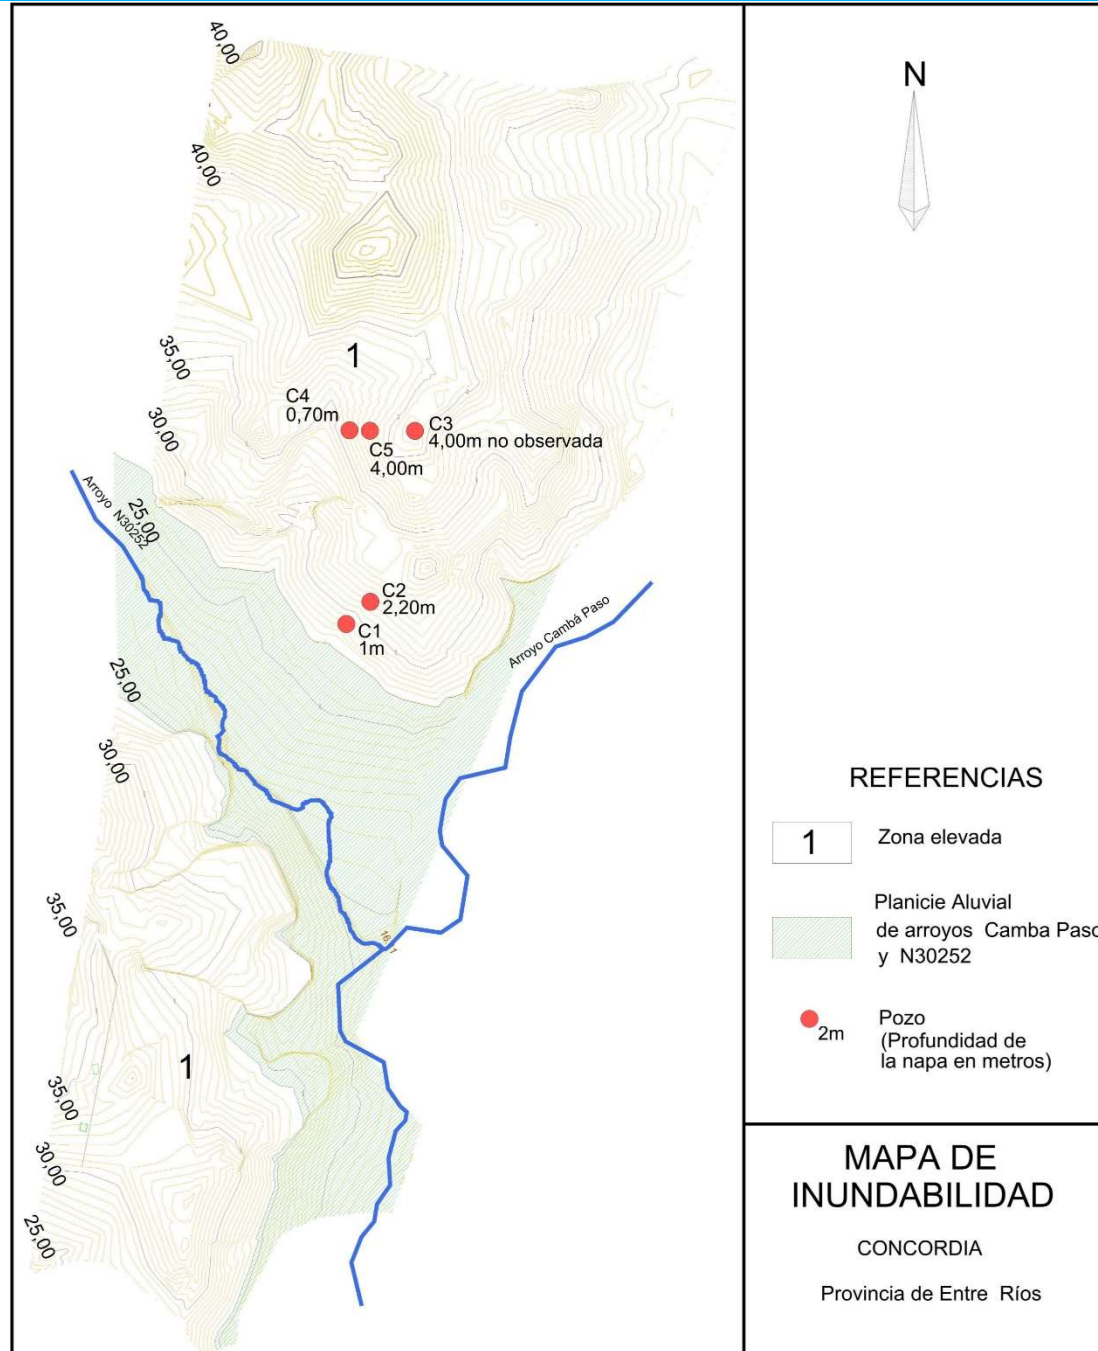 40,00
40,00
35,00
30,00
25,00
25,00
30,00
35,00
35,00
30,00
25,00
1
C4
0,70m
C5
4,00m
C3
4,00m no observada
C2
2,20m
C1
1m
Arroyo N30252
Arroyo Cambá Paso
1
N
REFERENCIAS
1
Zona elevada
Planicie Aluvial
de arroyos Camba Paso
y N30252
2m
Pozo
(Profundidad de
la napa en metros)
MAPA DE
INUNDABILIDAD
CONCORDIA
Provincia de Entre Ríos